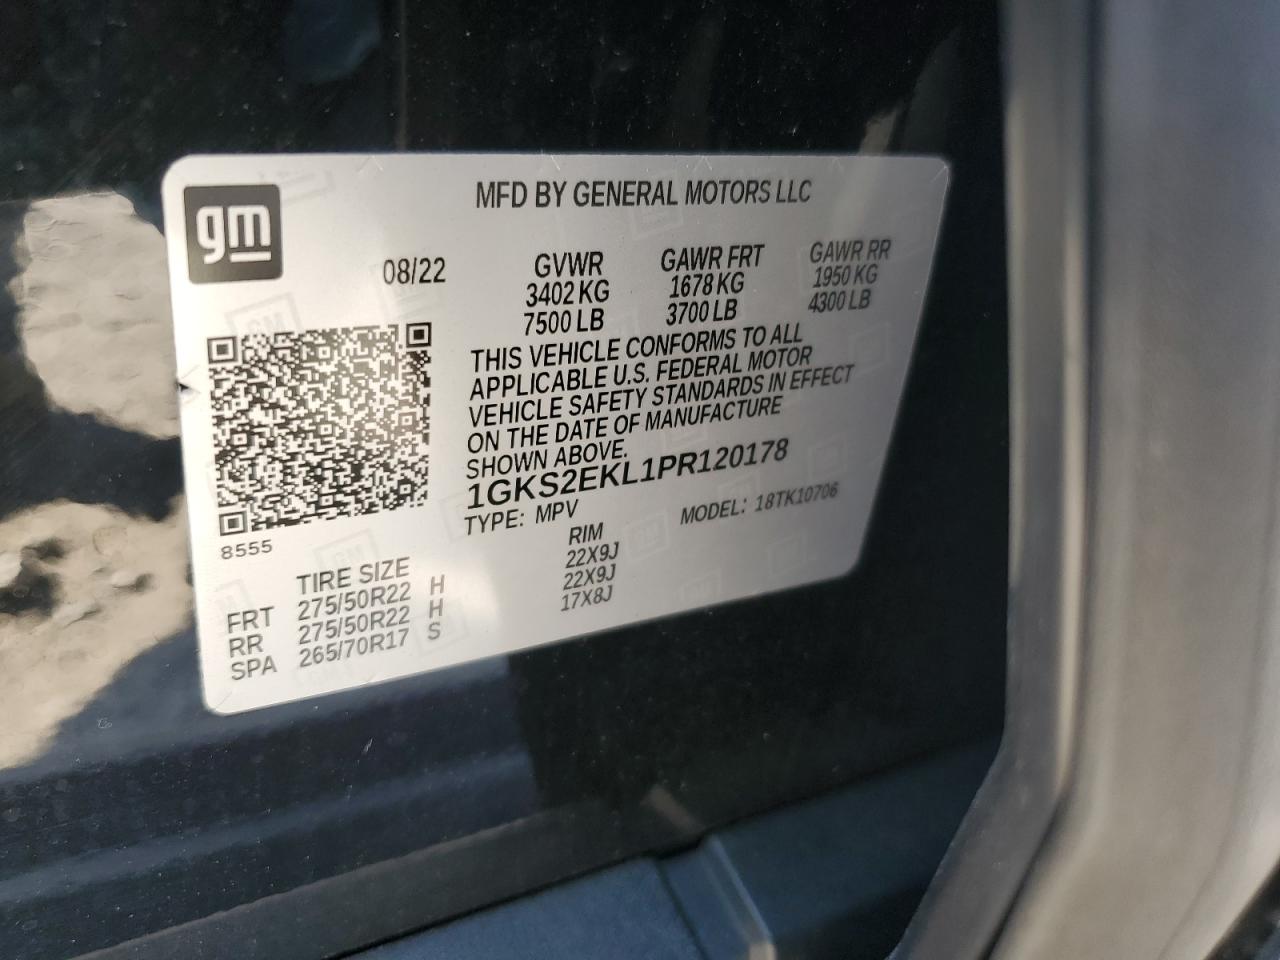 gm
MFD BY GENERAL MOTORS LLC
08/22
GVWR GAWR FRT GAWR RR
3402 KG 1678 KG 1950 KG
7500 LB 3700 LB 4300 LB
THIS VEHICLE CONFORMS TO ALL
APPLICABLE U.S. FEDERAL MOTOR
VEHICLE SAFETY STANDARDS IN EFFECT
ON THE DATE OF MANUFACTURE
SHOWN ABOVE.
1GKS2EKL1PR120178
TYPE: MPV MODEL: 18TK10706
8555
TIRE SIZE RIM
FRT 275/50R22 H 22X9J
RR 275/50R22 H 22X9J
SPA 265/70R17 S 17X8J